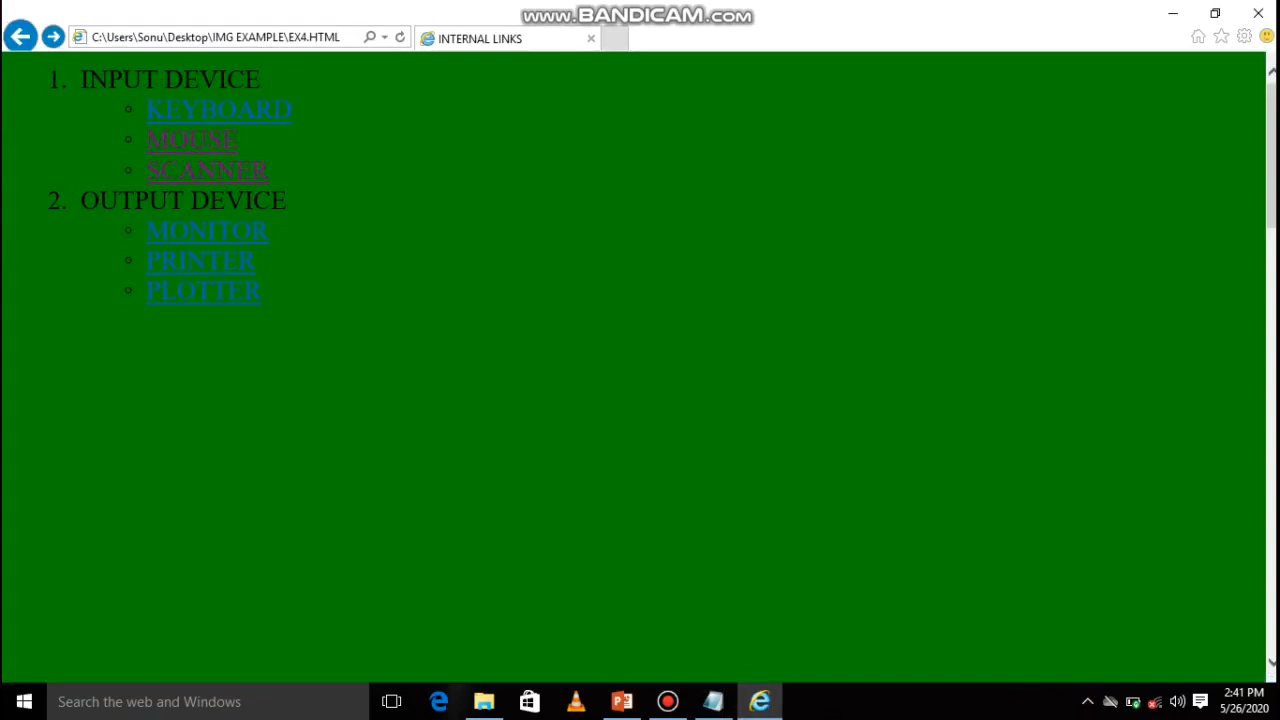 www.BANDICAM.com
C:\Users\Sonu\Desktop\IMG EXAMPLE\EX4.HTML
INTERNAL LINKS
1. INPUT DEVICE
KEYBOARD
MOUSE
SCANNER
2. OUTPUT DEVICE
MONITOR
PRINTER
PLOTTER
Search the web and Windows
2:41 PM
5/26/2020